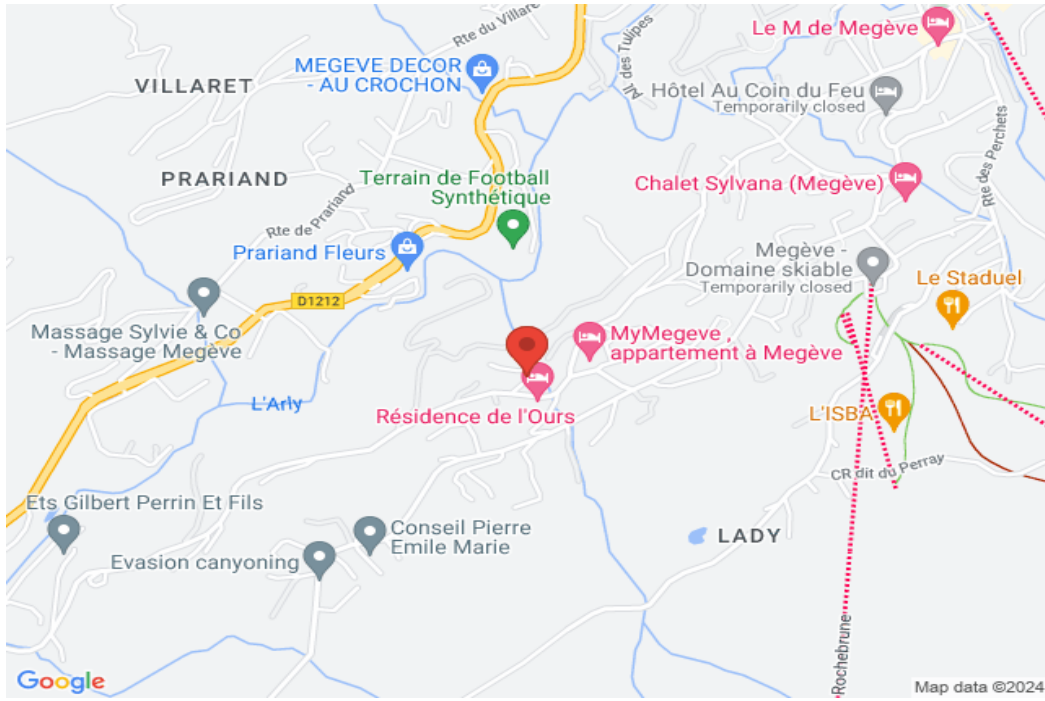 Rte du Villaret
Le M de Megève
MEGEVE DECOR
- AU CROCHON
VILLARET
All. des Tulipes
Hôtel Au Coin du Feu
Temporarily closed
Rte des Perchets
PRARIAND
Terrain de Football
Synthétique
Chalet Sylvana (Megève)
Rte de Prariand
Prariand Fleurs
Megève -
Domaine skiable
Temporarily closed
Le Staduel
D1212
Massage Sylvie & Co
- Massage Megève
MyMegeve ,
appartement à Megève
L'Arly
Résidence de l'Ours
L'ISBA
CR dit du Perray
Ets Gilbert Perrin Et Fils
Conseil Pierre
Emile Marie
LADY
Evasion canyoning
Rochebrune
Google
Map data ©2024